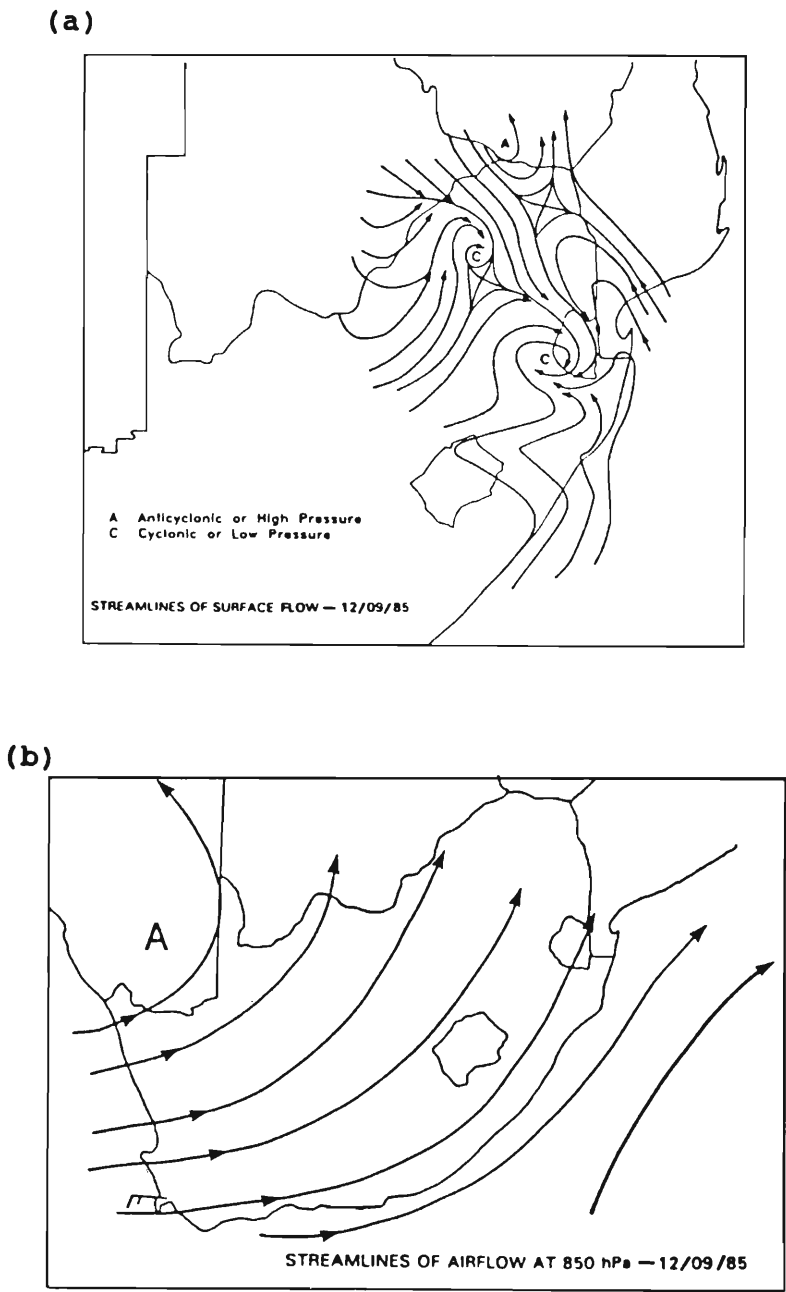 (a)
A
C
C
A Anticyclonic or High Pressure
C Cyclonic or Low Pressure
STREAMLINES OF SURFACE FLOW — 12/09/85
(b)
A
STREAMLINES OF AIRFLOW AT 850 hPa — 12/09/85